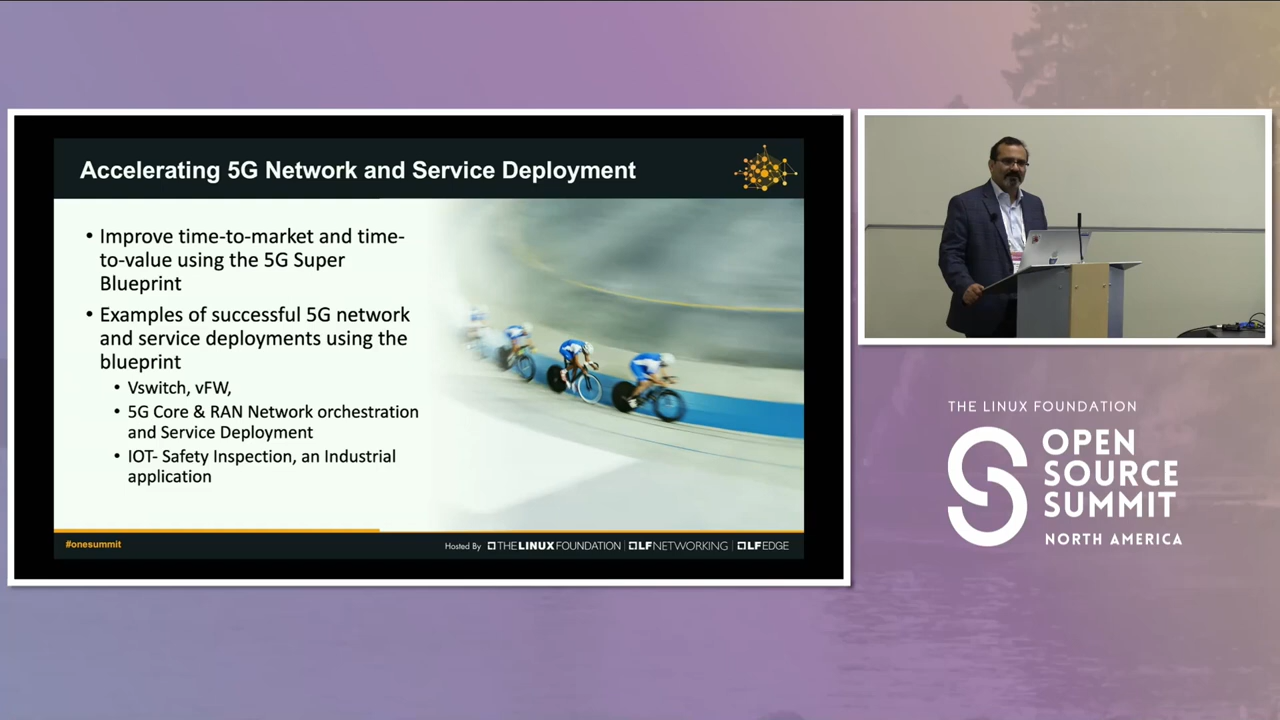 Accelerating 5G Network and Service Deployment
• Improve time-to-market and time-
to-value using the 5G Super
Blueprint
• Examples of successful 5G network
and service deployments using the
blueprint
• Vswitch, vFW,
• 5G Core & RAN Network orchestration
and Service Deployment
• IOT- Safety Inspection, an Industrial
application
#onesummit
Hosted By THE LINUX FOUNDATION | LFNETWORKING | LFEDGE
THE LINUX FOUNDATION
OPEN
SOURCE
SUMMIT
NORTH AMERICA